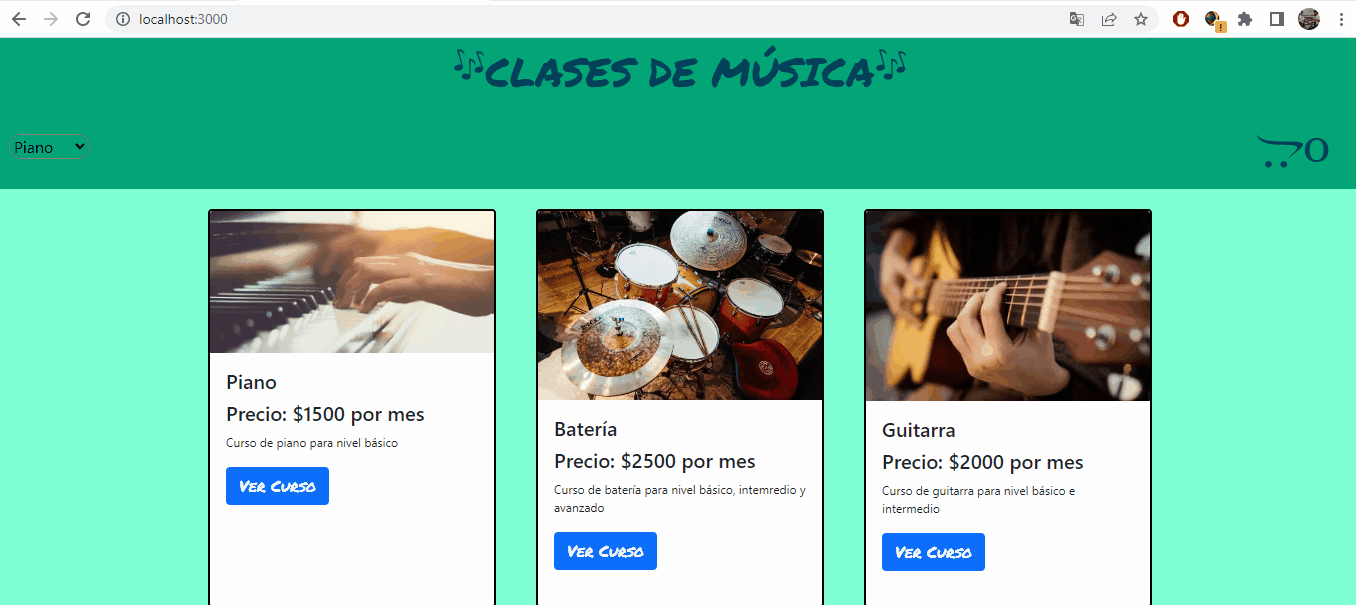 localhost:3000
🎶CLASES DE MÚSICA🎶
Piano
0
Piano
Precio: $1500 por mes
Curso de piano para nivel básico
Ver Curso
Batería
Precio: $2500 por mes
Curso de batería para nivel básico, intemredio y
avanzado
Ver Curso
Guitarra
Precio: $2000 por mes
Curso de guitarra para nivel básico e
intermedio
Ver Curso